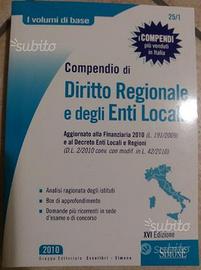 I volumi di base
25/1
I COMPENDI
più venduti
in Italia
subito
Compendio di
Diritto Regionale
e degli Enti Locali
Aggiornato alla Finanziaria 2010 (L. 191/2009)
e al Decreto Enti Locali e Regioni
(D.L. 2/2010 conv. con modif. in L. 42/2010)
• Analisi ragionata degli istituti
• Box di approfondimento
• Domande più ricorrenti in sede
d'esame o di concorso
XVI Edizione
subito
subito
2010
Gruppo Editoriale Esselibri - Simone
SIMONE